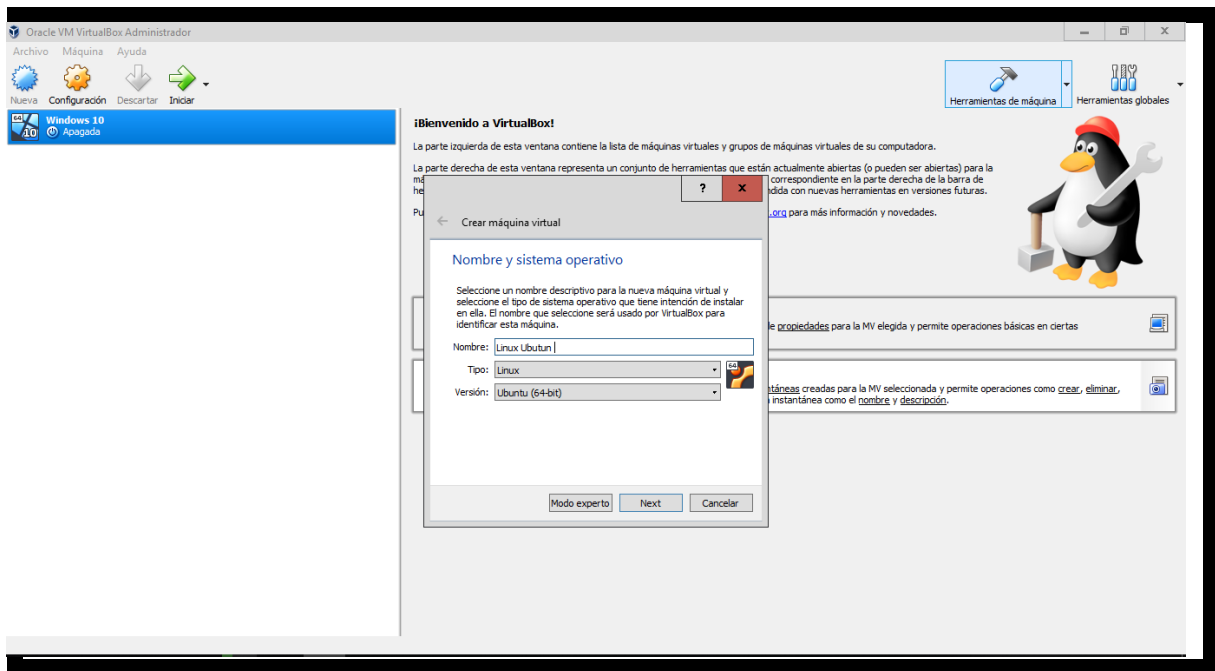 Oracle VM VirtualBox Administrador
Archivo Máquina Ayuda
Nueva Configuración Descartar Iniciar
Herramientas de máquina Herramientas globales
64 10 Windows 10
Apagada
¡Bienvenido a VirtualBox!
La parte izquierda de esta ventana contiene la lista de máquinas virtuales y grupos de máquinas virtuales de su computadora.
La parte derecha de esta ventana representa un conjunto de herramientas que están actualmente abiertas (o pueden ser abiertas) para la
má correspondiente en la parte derecha de la barra de
he ndida con nuevas herramientas en versiones futuras.
Pu .org para más información y novedades.
? x
Crear máquina virtual
Nombre y sistema operativo
Seleccione un nombre descriptivo para la nueva máquina virtual y
seleccione el tipo de sistema operativo que tiene intención de instalar
en ella. El nombre que seleccione será usado por VirtualBox para
identificar esta máquina.
Nombre: Linux Ubutun
Tipo: Linux
64
Versión: Ubuntu (64-bit)
Modo experto Next Cancelar
de propiedades para la MV elegida y permite operaciones básicas en ciertas
ntáneas creadas para la MV seleccionada y permite operaciones como crear, eliminar,
instantánea como el nombre y descripción.